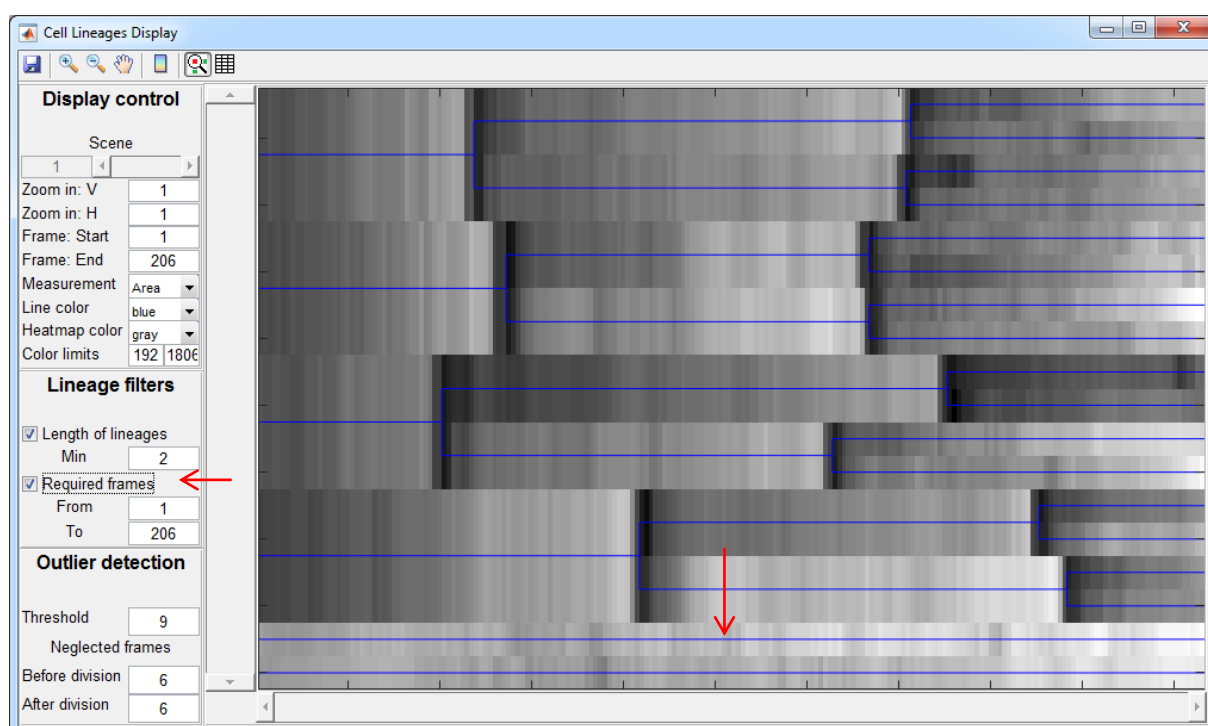 Cell Lineages Display
Display control
Scene
1
Zoom in: V 1
Zoom in: H 1
Frame: Start 1
Frame: End 206
Measurement Area
Line color blue
Heatmap color gray
Color limits 192 1806
Lineage filters
Length of lineages
Min 2
Required frames
From 1
To 206
Outlier detection
Threshold 9
Neglected frames
Before division 6
After division 6